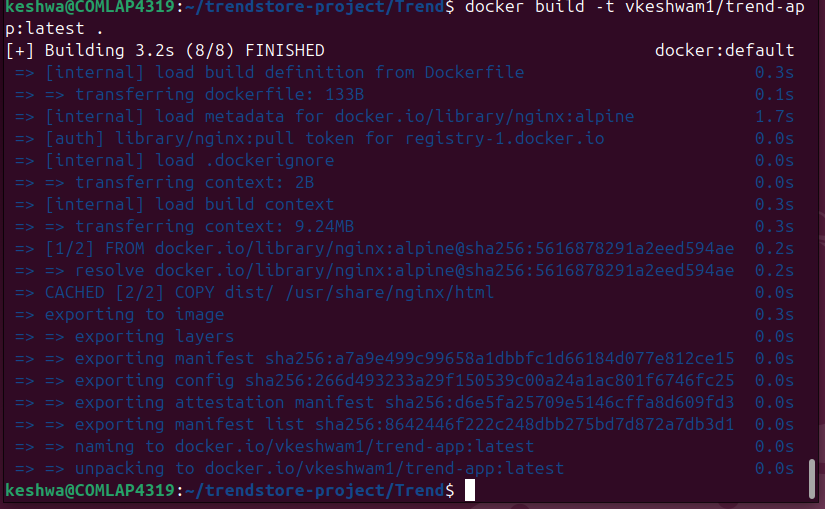 keshwa@COMLAP4319:~/trendstore-project/Trend$ docker build -t vkeshwam1/trend-ap
p:latest .
[+] Building 3.2s (8/8) FINISHED docker:default
=> [internal] load build definition from Dockerfile 0.3s
=> => transferring dockerfile: 133B 0.1s
=> [internal] load metadata for docker.io/library/nginx:alpine 1.7s
=> [auth] library/nginx:pull token for registry-1.docker.io 0.0s
=> [internal] load .dockerignore 0.0s
=> => transferring context: 2B 0.0s
=> [internal] load build context 0.3s
=> => transferring context: 9.24MB 0.3s
=> [1/2] FROM docker.io/library/nginx:alpine@sha256:5616878291a2eed594ae 0.2s
=> => resolve docker.io/library/nginx:alpine@sha256:5616878291a2eed594ae 0.2s
=> CACHED [2/2] COPY dist/ /usr/share/nginx/html 0.0s
=> exporting to image 0.3s
=> => exporting layers 0.0s
=> => exporting manifest sha256:a7a9e499c99658a1dbbfc1d66184d077e812ce15 0.0s
=> => exporting config sha256:266d493233a29f150539c00a24a1ac801f6746fc25 0.0s
=> => exporting attestation manifest sha256:d6e5fa25709e5146cffa8d609fd3 0.0s
=> => exporting manifest list sha256:8642446f222c248dbb275bd7d872a7db3d1 0.0s
=> => naming to docker.io/vkeshwam1/trend-app:latest 0.0s
=> => unpacking to docker.io/vkeshwam1/trend-app:latest 0.0s
keshwa@COMLAP4319:~/trendstore-project/Trend$